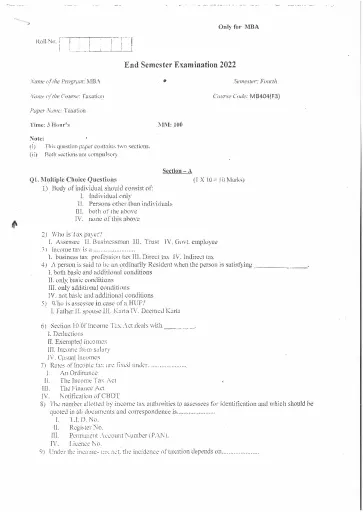 Only for MBA
Roll No.
End Semester Examination 2022
Name of the Program: MBA Semester: Fourth
Name of the Course: Taxation Course Code: MB404(F3)
Paper Name: Taxation
Time: 3 Hour's MM: 100
Note:
(i) This question paper contains two sections.
(ii) Both sections are compulsory.
Section – A
Q1. Multiple Choice Questions (1 X 10 = 10 Marks)
1) Body of individual should consist of:
I. Individual only
II. Persons other than individuals
III. both of the above
IV. none of this above
2) Who is Tax payer?
I. Assessee II. Businessman III. Trust IV. Govt. employee
3) income tax is a ......................
I. business tax profession tax III. Direct tax IV. Indirect tax
4) A person is said to be an ordinarily Resident when the person is satisfying ____________.
I. both basic and additional conditions
II. only basic conditions
III. only additional conditions
IV. not basic and additional conditions
5) Who is assessee in case of a HUF?
I. Father II. spouse III. Karta IV. Deemed Karta
6) Section 10 of Income Tax Act deals with ________.
I. Deductions
II. Exempted incomes
III. Income from salary
IV. Casual incomes
7) Rates of Income tax are fixed under....................
I. An Ordinance
II. The Income Tax Act
III. The Finance Act
IV. Notification of CBDT
8) The number allotted by income tax authorities to assessees for identification and which should be
quoted in all documents and correspondence is....................
I. T.I.D. No.
II. Register No.
III. Permanent Account Number (PAN).
IV. Licence No.
9) Under the income- tax act, the incidence of taxation depends on....................